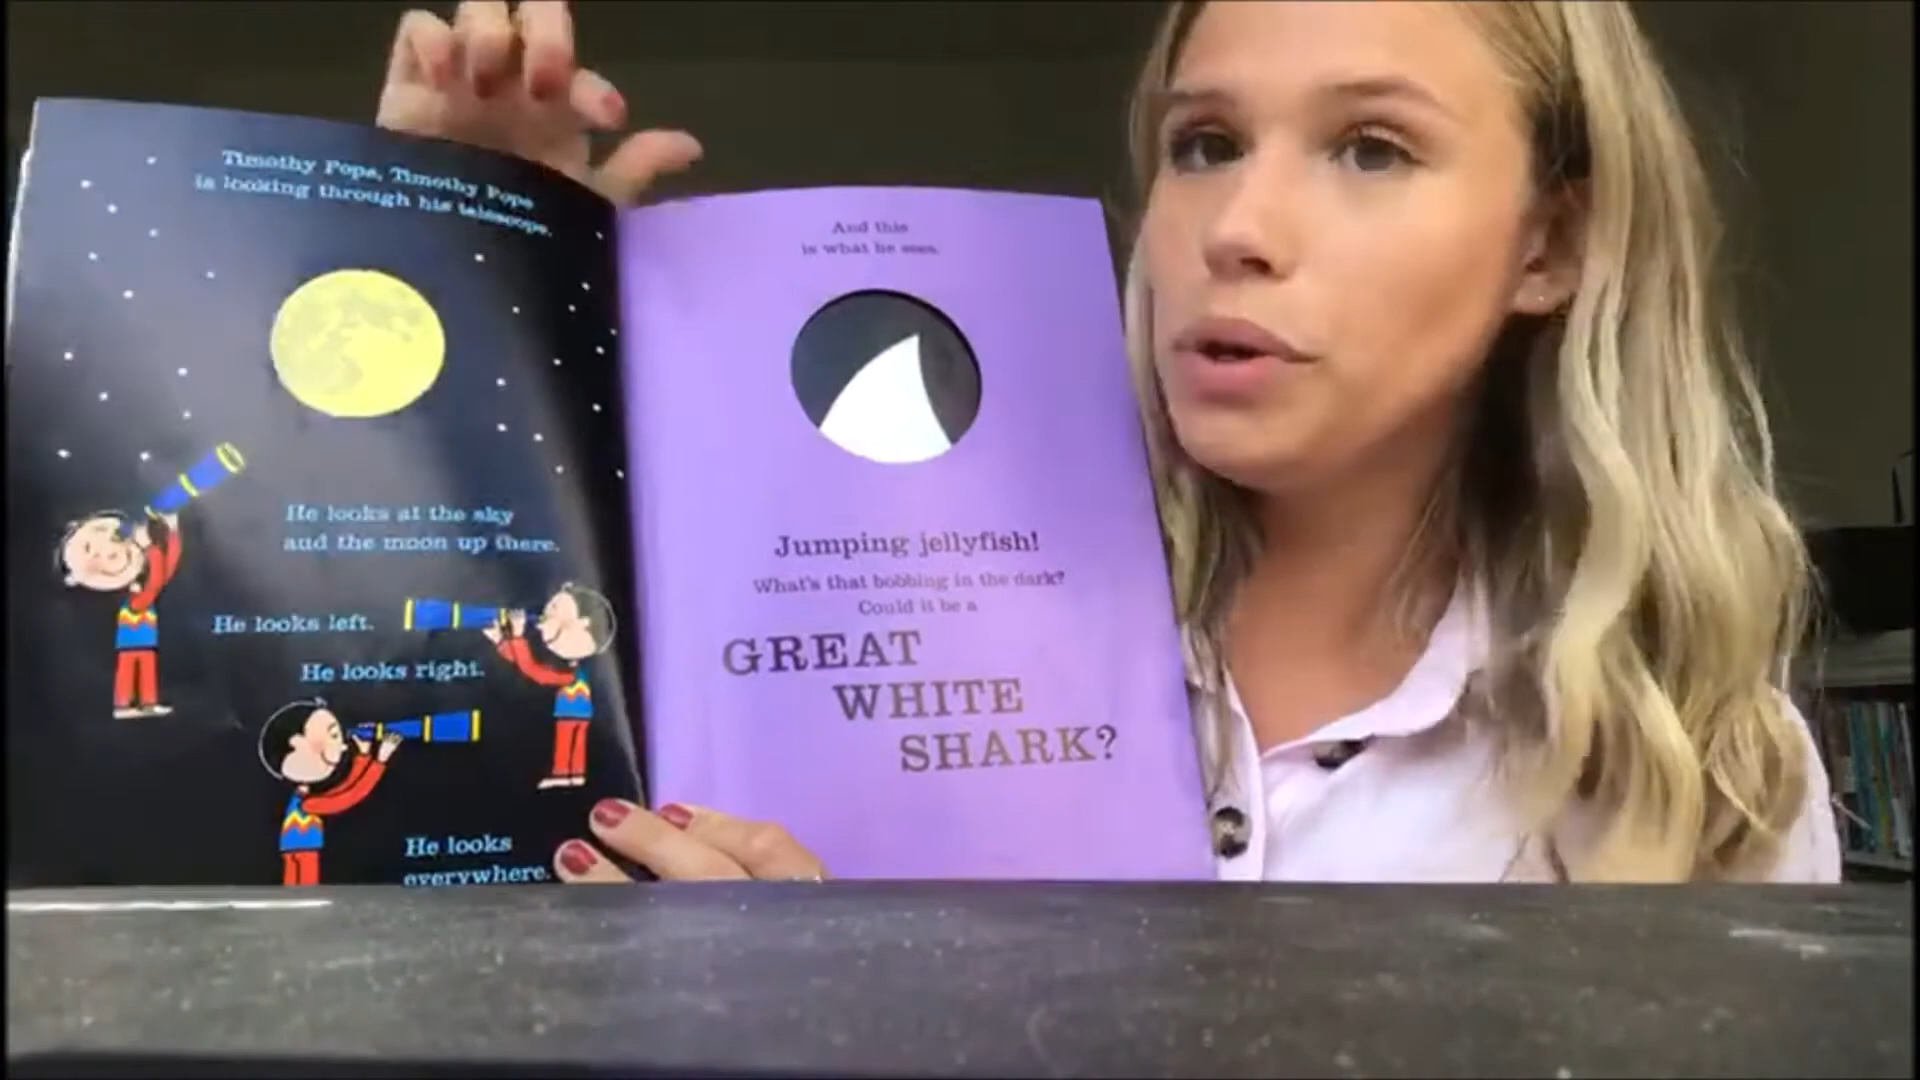 Timothy Pope, Timothy Pope
is looking through his telescope.
He looks at the sky
and the moon up there.
He looks left.
He looks right.
He looks
everywhere.
And this
is what he sees.
Jumping jellyfish!
What's that bobbing in the dark?
Could it be a
GREAT
WHITE
SHARK?